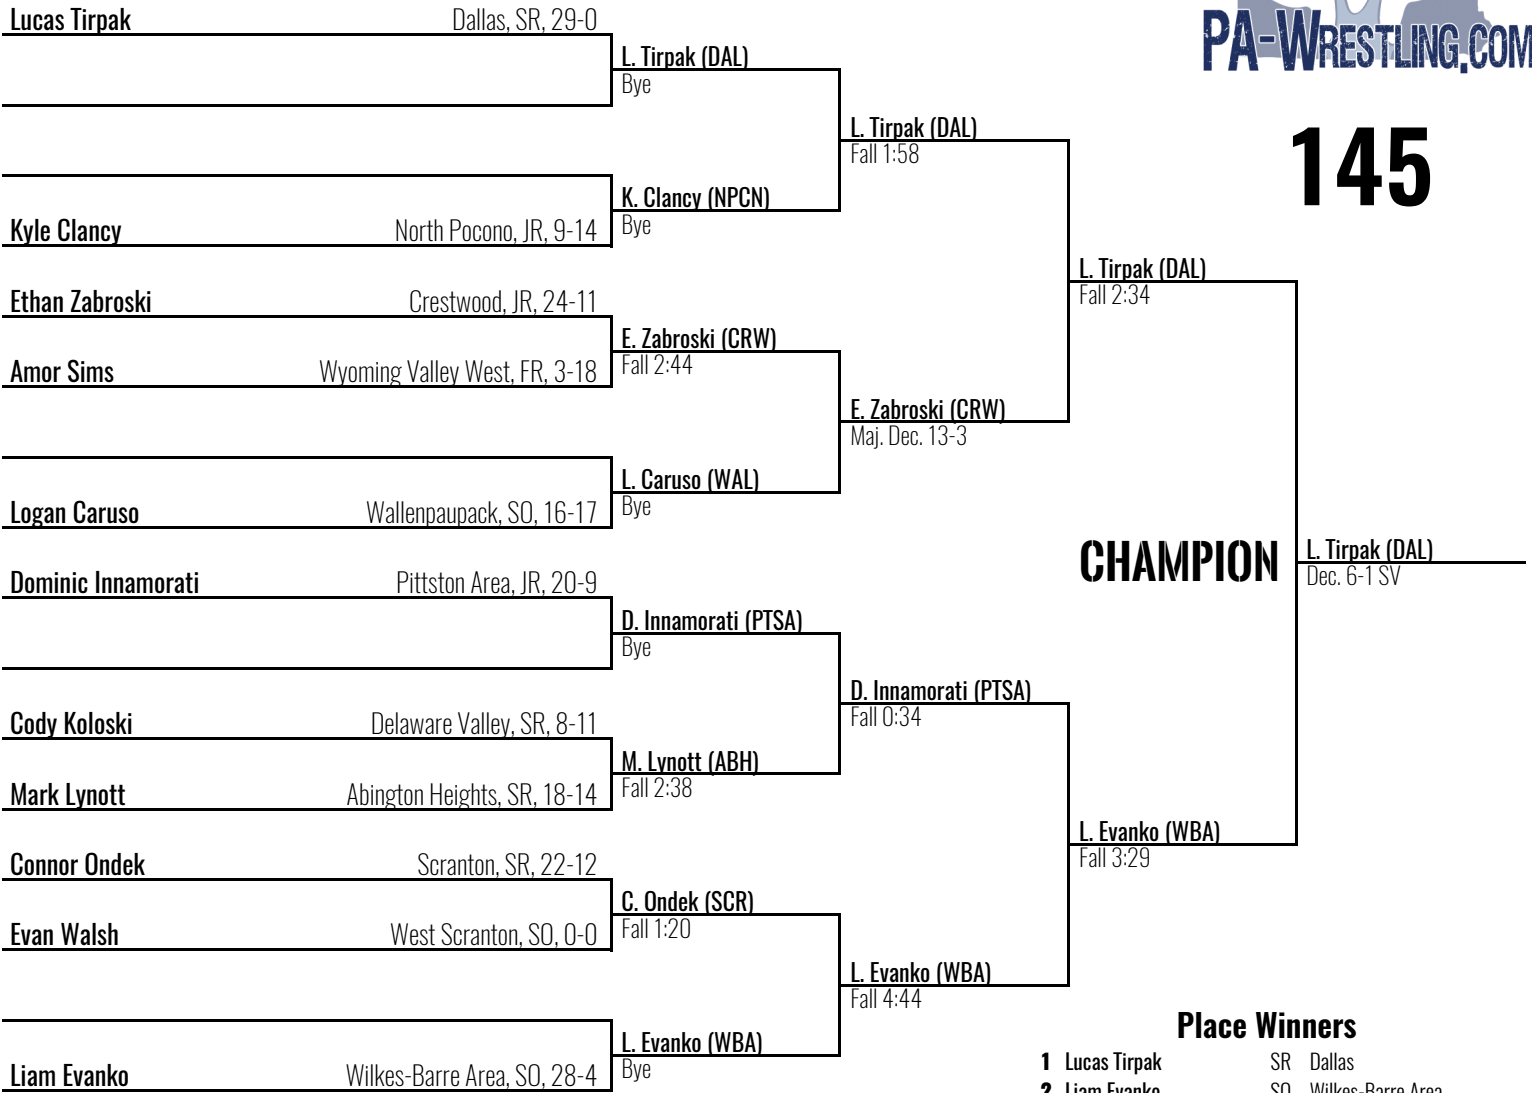 Lucas Tirpak Dallas, SR, 29-0
PA-WRESTLING.COM
L. Tirpak (DAL)
Bye
L. Tirpak (DAL)
Fall 1:58
145
K. Clancy (NPCN)
Bye
Kyle Clancy North Pocono, JR, 9-14
L. Tirpak (DAL)
Fall 2:34
Ethan Zabroski Crestwood, JR, 24-11
E. Zabroski (CRW)
Fall 2:44
Amor Sims Wyoming Valley West, FR, 3-18
E. Zabroski (CRW)
Maj. Dec. 13-3
L. Caruso (WAL)
Bye
Logan Caruso Wallenpaupack, SO, 16-17
CHAMPION
L. Tirpak (DAL)
Dec. 6-1 SV
Dominic Innamorati Pittston Area, JR, 20-9
D. Innamorati (PTSA)
Bye
D. Innamorati (PTSA)
Fall 0:34
Cody Koloski Delaware Valley, SR, 8-11
M. Lynott (ABH)
Fall 2:38
Mark Lynott Abington Heights, SR, 18-14
L. Evanko (WBA)
Fall 3:29
Connor Ondek Scranton, SR, 22-12
C. Ondek (SCR)
Fall 1:20
Evan Walsh West Scranton, SO, 0-0
L. Evanko (WBA)
Fall 4:44
L. Evanko (WBA)
Bye
Liam Evanko Wilkes-Barre Area, SO, 28-4
Place Winners
1 Lucas Tirpak SR Dallas
2 Liam Evanko SO Wilkes-Barre Area